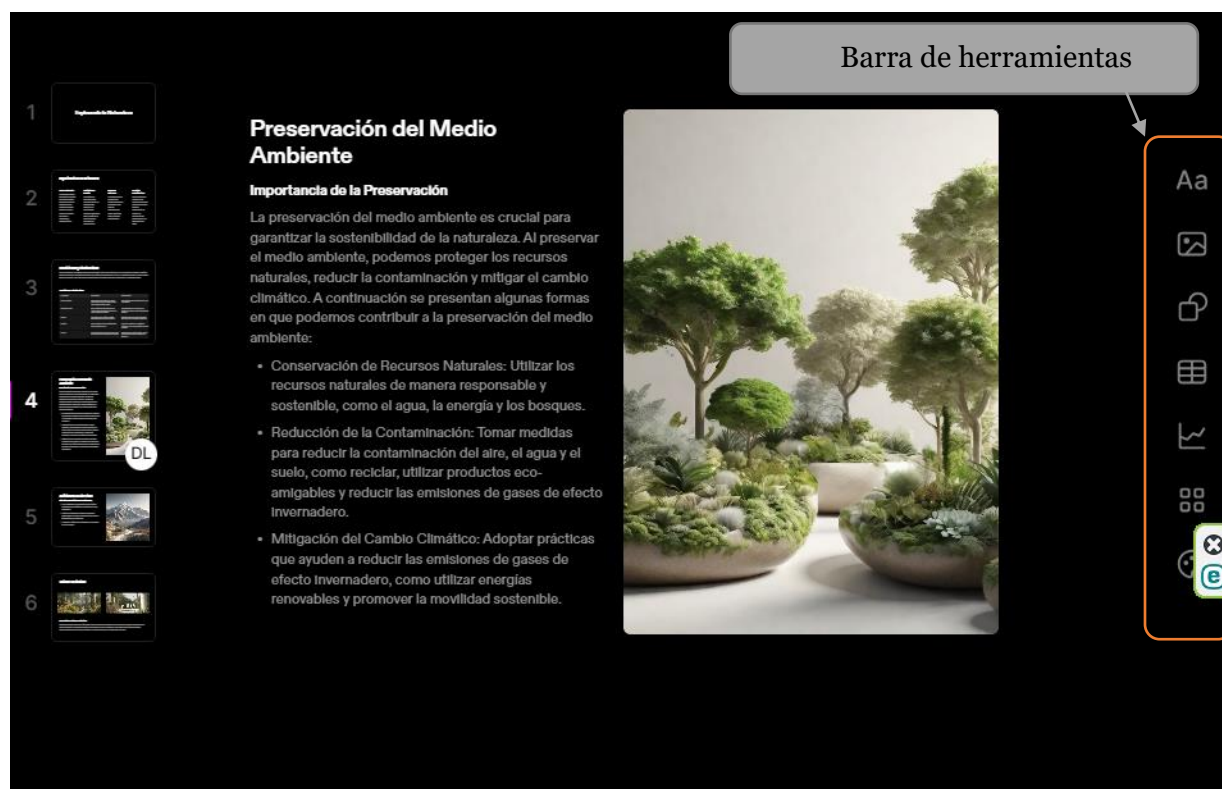 Barra de herramientas
1
2
3
4
5
6
DL
Preservación del Medio
Ambiente
Importancia de la Preservación
La preservación del medio ambiente es crucial para
garantizar la sostenibilidad de la naturaleza. Al preservar
el medio ambiente, podemos proteger los recursos
naturales, reducir la contaminación y mitigar el cambio
climático. A continuación se presentan algunas formas
en que podemos contribuir a la preservación del medio
ambiente:
• Conservación de Recursos Naturales: Utilizar los
recursos naturales de manera responsable y
sostenible, como el agua, la energía y los bosques.
• Reducción de la Contaminación: Tomar medidas
para reducir la contaminación del aire, el agua y el
suelo, como reciclar, utilizar productos eco-
amigables y reducir las emisiones de gases de efecto
invernadero.
• Mitigación del Cambio Climático: Adoptar prácticas
que ayuden a reducir las emisiones de gases de
efecto invernadero, como utilizar energías
renovables y promover la movilidad sostenible.
Aa
e